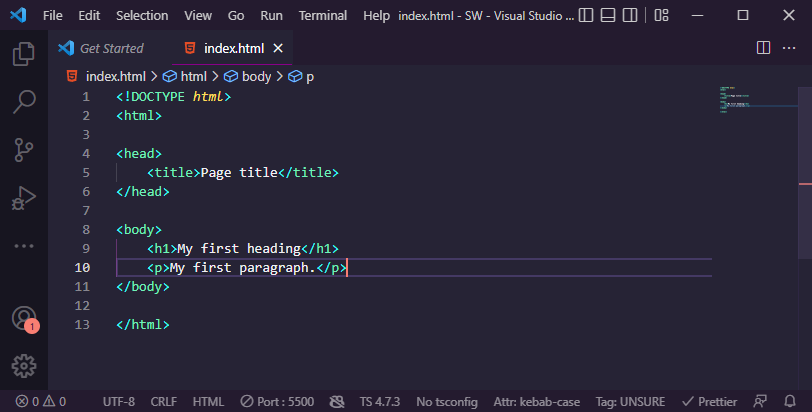 File Edit Selection View Go Run Terminal Help index.html - SW - Visual Studio ...
Get Started index.html
index.html > html > body > p
1 <!DOCTYPE html>
2 <html>
3
4 <head>
5     <title>Page title</title>
6 </head>
7
8 <body>
9     <h1>My first heading</h1>
10     <p>My first paragraph.</p>
11 </body>
12
13 </html>
1
0 0 UTF-8 CRLF HTML Port : 5500 TS 4.7.3 No tsconfig Attr: kebab-case Tag: UNSURE Prettier